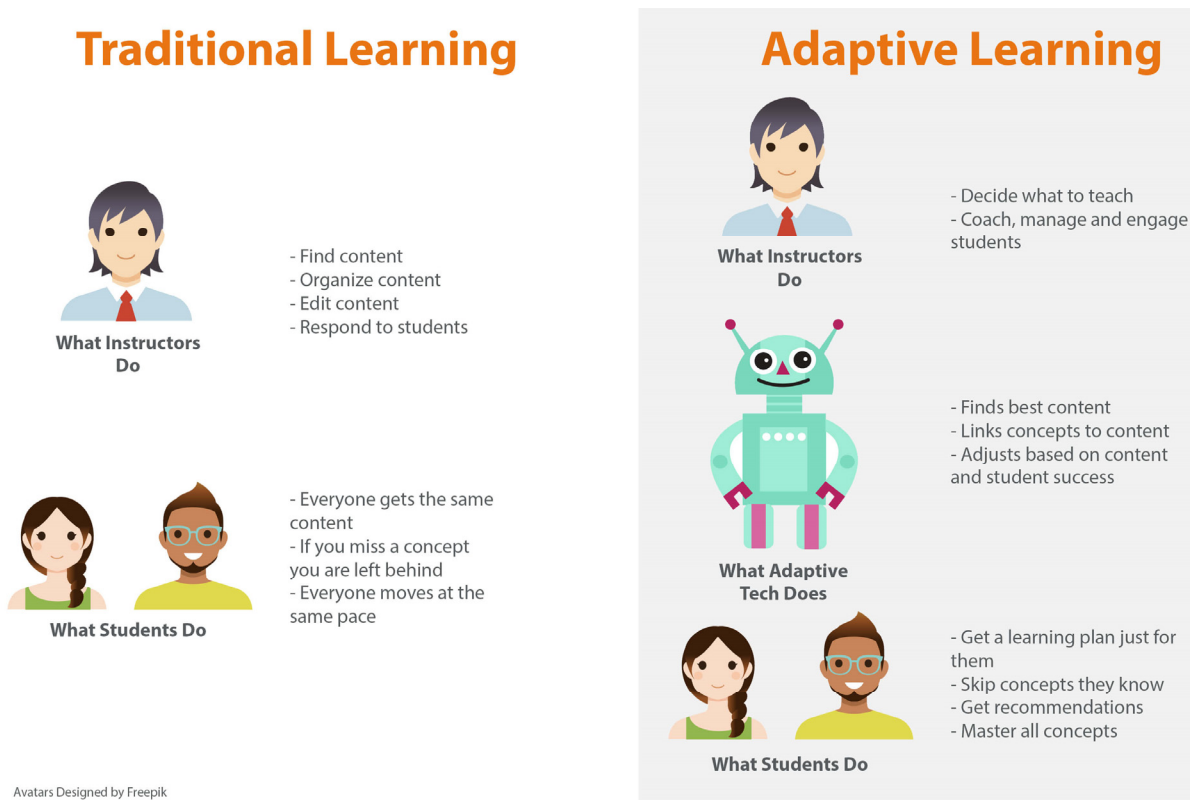 Traditional Learning
What Instructors
Do
- Find content
- Organize content
- Edit content
- Respond to students
What Students Do
- Everyone gets the same
content
- If you miss a concept
you are left behind
- Everyone moves at the
same pace
Avatars Designed by Freepik
Adaptive Learning
What Instructors
Do
- Decide what to teach
- Coach, manage and engage
students
What Adaptive
Tech Does
- Finds best content
- Links concepts to content
- Adjusts based on content
and student success
What Students Do
- Get a learning plan just for
them
- Skip concepts they know
- Get recommendations
- Master all concepts